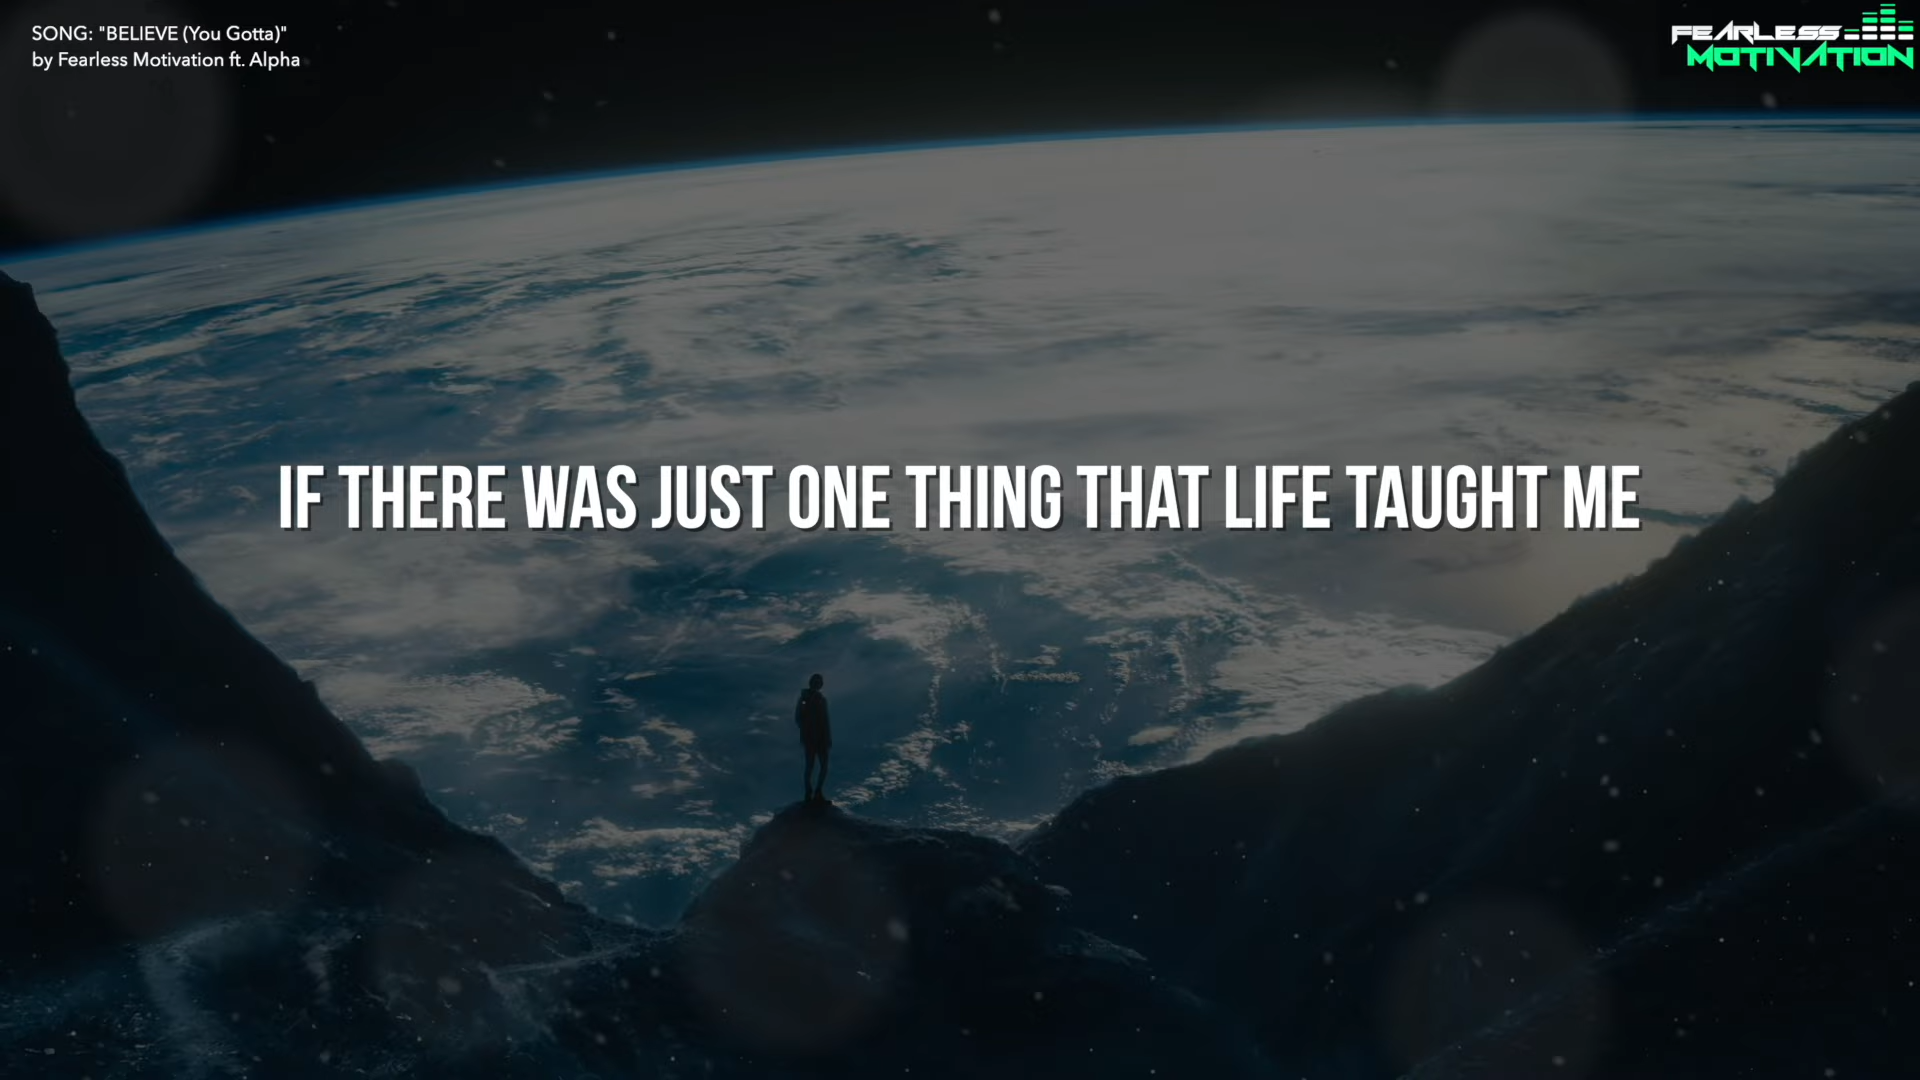 SONG: "BELIEVE (You Gotta)"
by Fearless Motivation ft. Alpha
FEARLESS
MOTIVATION
IF THERE WAS JUST ONE THING THAT LIFE TAUGHT ME